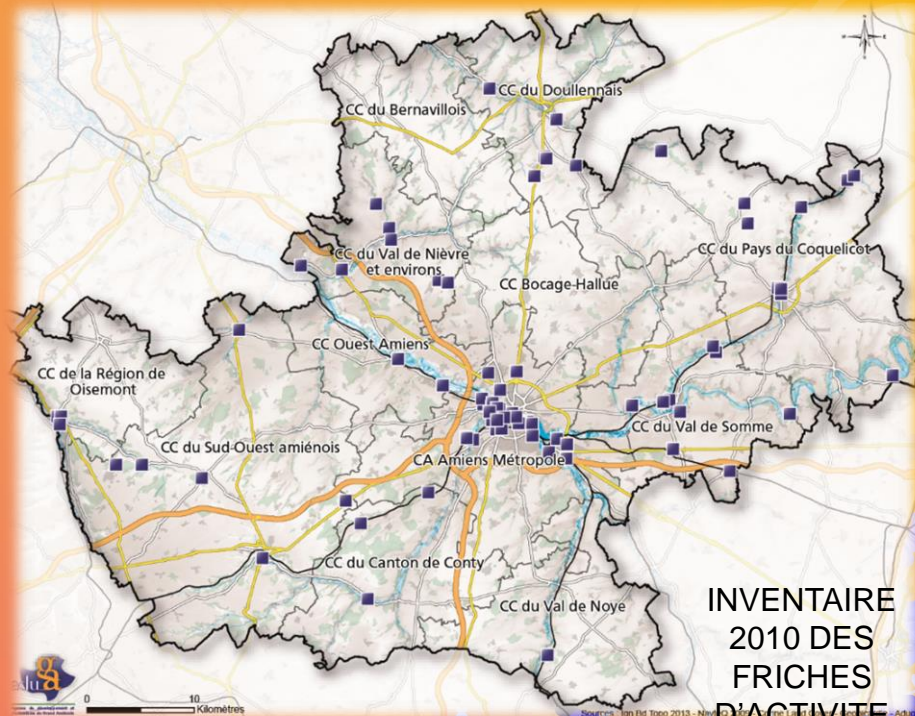 CC du Doullennais
CC du Bernavillois
CC du Val de Nièvre
et environs
CC du Pays du Coquelicot
CC Bocage-Hallue
CC Ouest Amiens
CC de la Région de
Oisemont
CC du Sud-Ouest amiénois
CC du Val de Somme
CA Amiens Métropole
CC du Canton de Conty
CC du Val de Noye
INVENTAIRE
2010 DES
FRICHES
D'ACTIVITE
0 10
Kilomètres